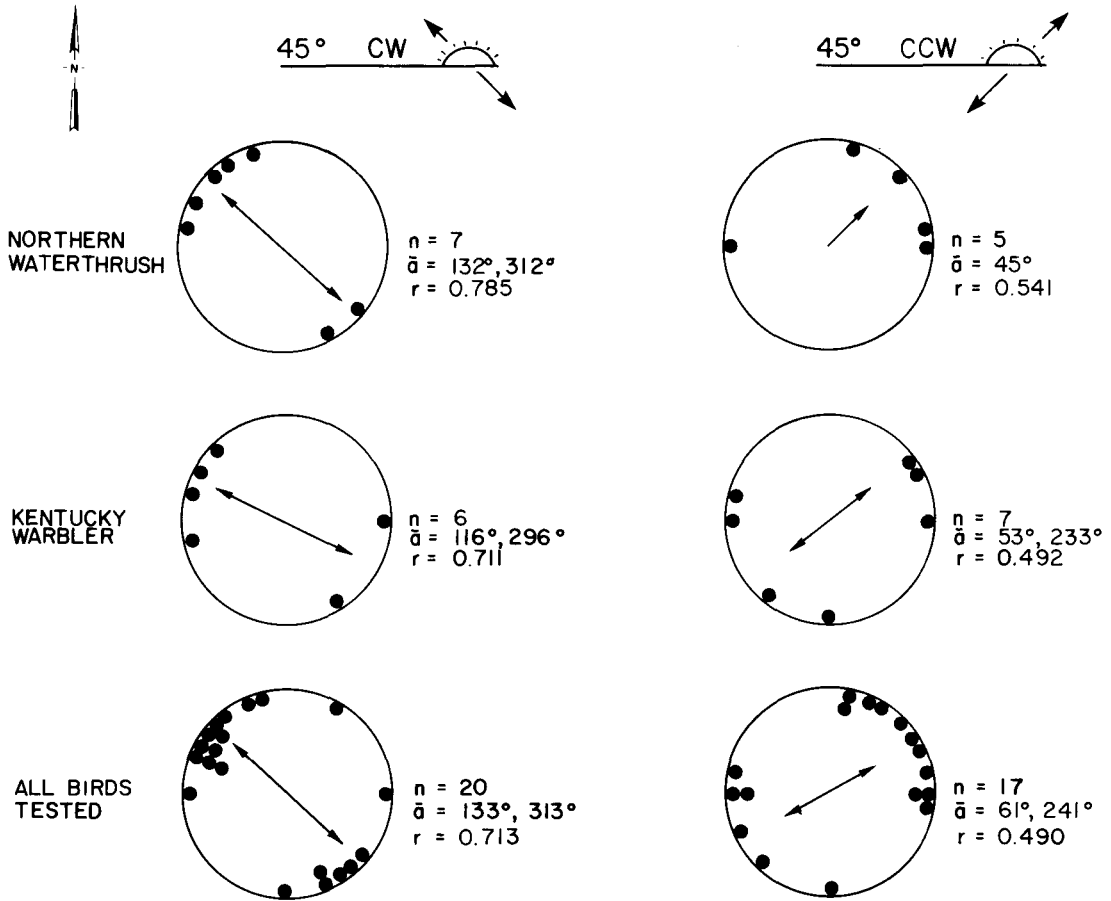 45° CW
45° CCW
N
NORTHERN
WATERTHRUSH
n = 7
ā = 132°, 312°
r = 0.785
n = 5
ā = 45°
r = 0.541
KENTUCKY
WARBLER
n = 6
ā = 116°, 296°
r = 0.711
n = 7
ā = 53°, 233°
r = 0.492
ALL BIRDS
TESTED
n = 20
ā = 133°, 313°
r = 0.713
n = 17
ā = 61°, 241°
r = 0.490